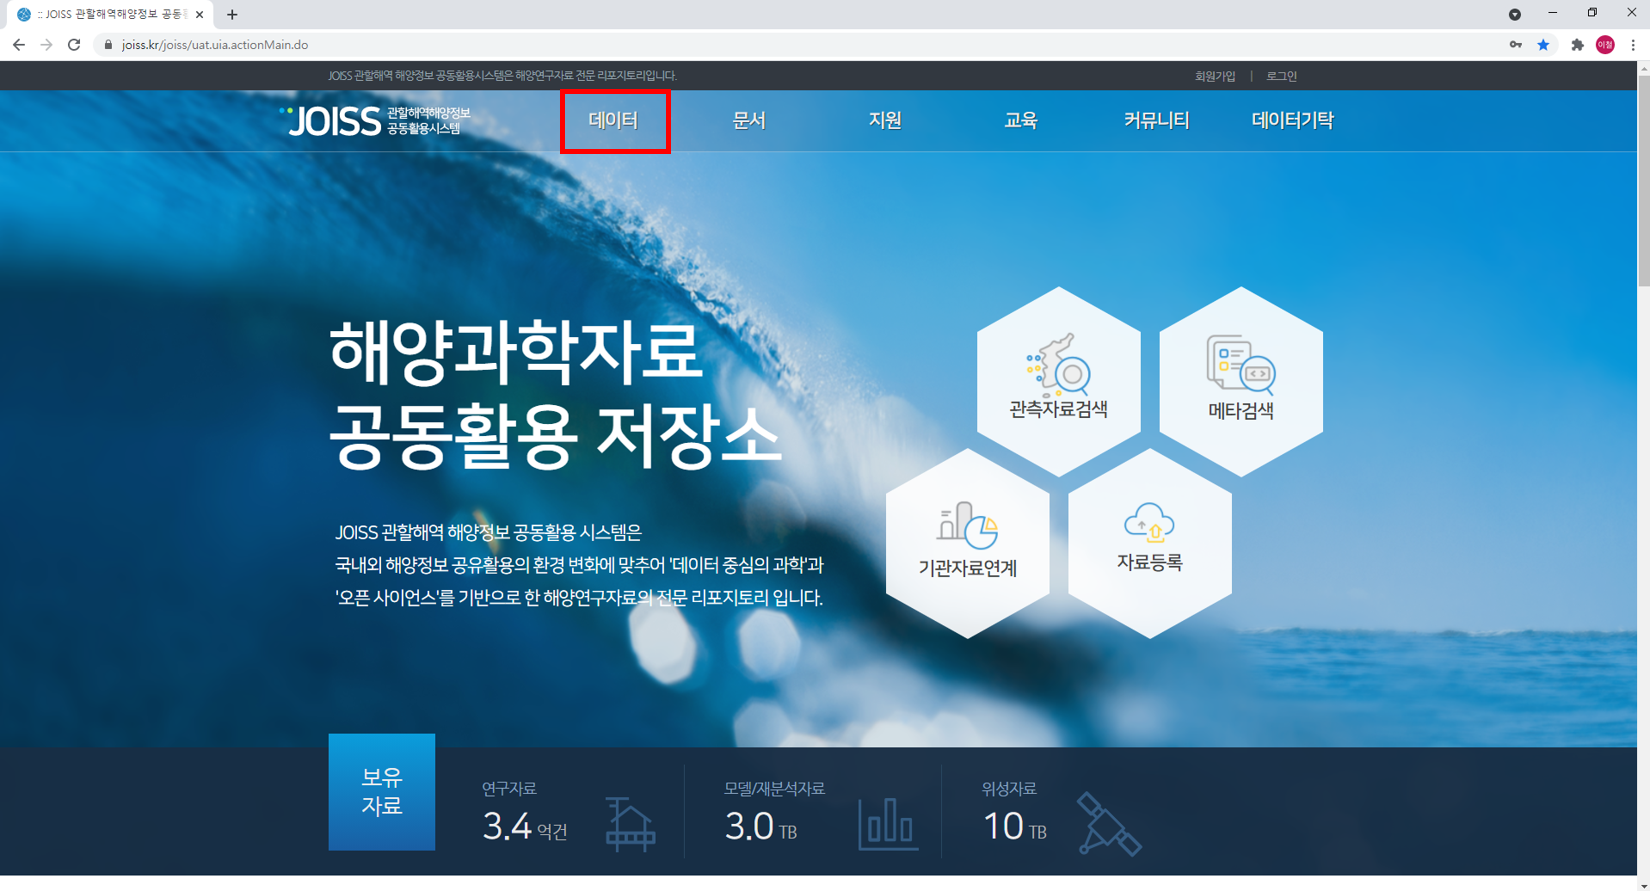 :: JOISS 관할해역해양정보 공동
joiss.kr/joiss/uat.uia.actionMain.do
이철
JOISS 관할해역 해양정보 공동활용시스템은 해양연구자료 전문 리포지토리입니다.
회원가입 | 로그인
JOISS 관할해역해양정보
공동활용시스템
데이터 문서 지원 교육 커뮤니티 데이터기탁
해양과학자료
공동활용 저장소
JOISS 관할해역 해양정보 공동활용 시스템은
국내외 해양정보 공유활용의 환경 변화에 맞추어 '데이터 중심의 과학'과
'오픈 사이언스'를 기반으로 한 해양연구자료의 전문 리포지토리 입니다.
관측자료검색
메타검색
기관자료연계
자료등록
보유
자료
연구자료
3.4 억건
모델/재분석자료
3.0 TB
위성자료
10 TB